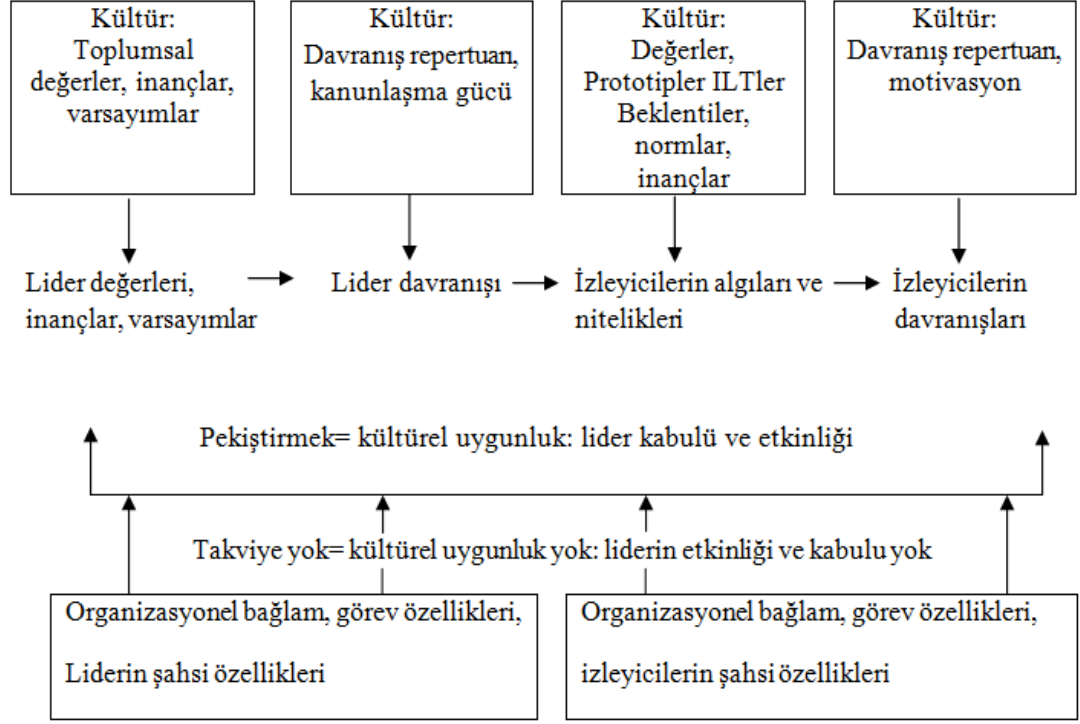 Kültür:
Toplumsal
değerler, inançlar,
varsayımlar
Kültür:
Davranış repertuarı,
kanunlaşma gücü
Kültür:
Değerler,
Prototipler ILTler
Beklentiler,
normlar,
inançlar
Kültür:
Davranış repertuarı,
motivasyon
Lider değerleri,
inançlar, varsayımlar
Lider davranışı
İzleyicilerin algıları ve
nitelikleri
İzleyicilerin
davranışları
Pekiştirmek= kültürel uygunluk: lider kabulü ve etkinliği
Takviye yok= kültürel uygunluk yok: liderin etkinliği ve kabulu yok
Organizasyonel bağlam, görev özellikleri,
Liderin şahsi özellikleri
Organizasyonel bağlam, görev özellikleri,
izleyicilerin şahsi özellikleri